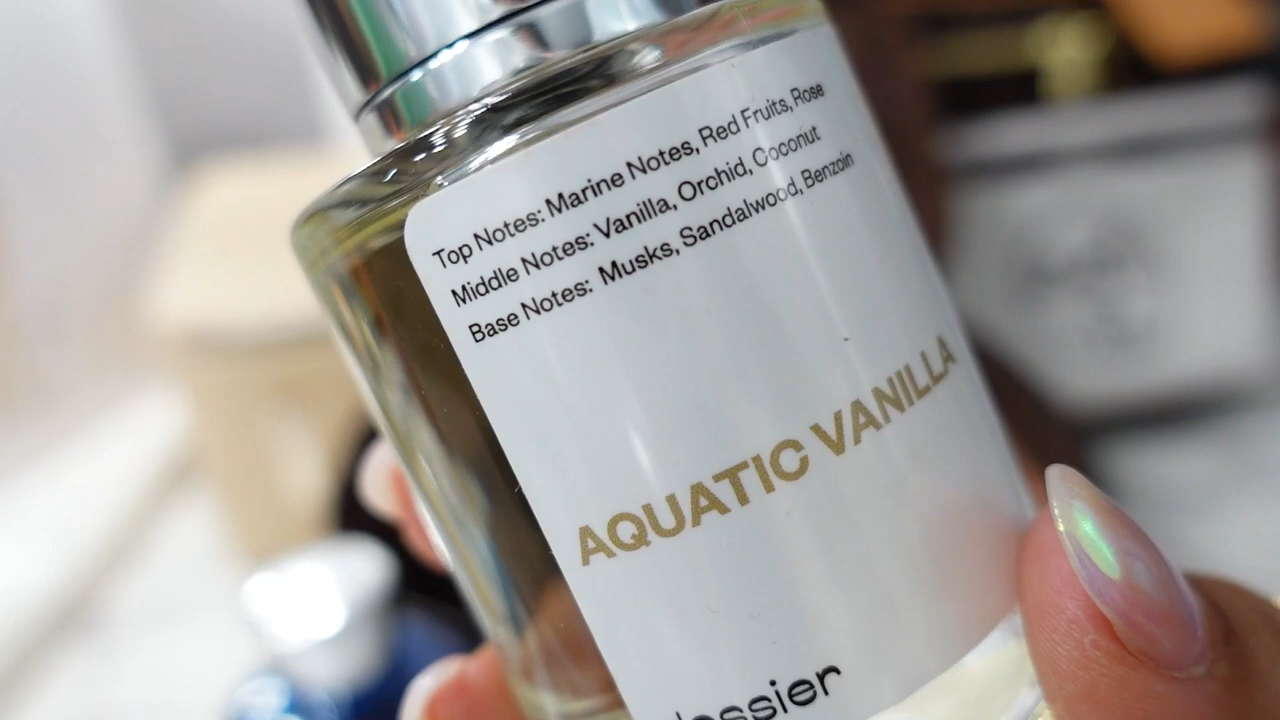 Top Notes: Marine Notes, Red Fruits, Rose
Middle Notes: Vanilla, Orchid, Coconut
Base Notes: Musks, Sandalwood, Benzoin
AQUATIC VANILLA
dossier